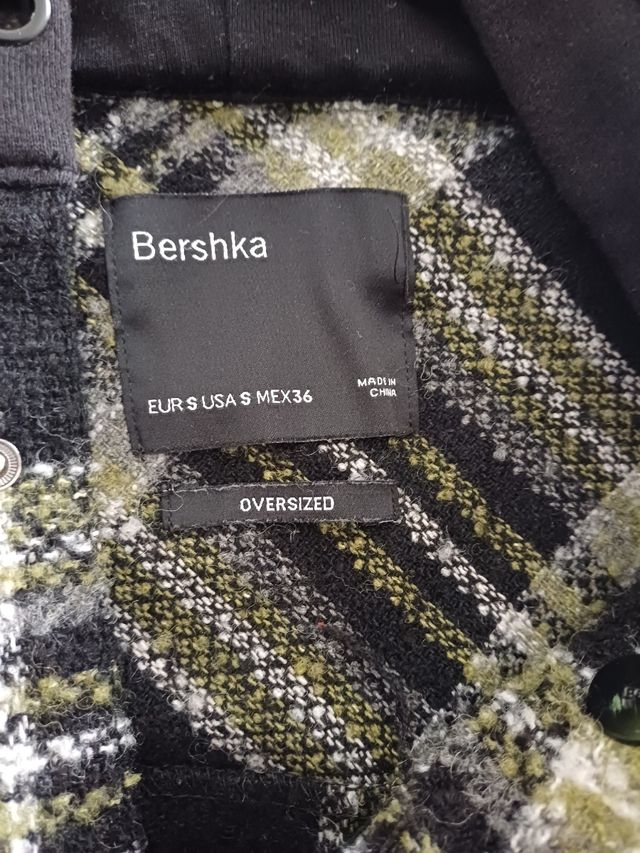 Bershka
EUR S USA S MEX36
MADE IN
CHINA
OVERSIZED